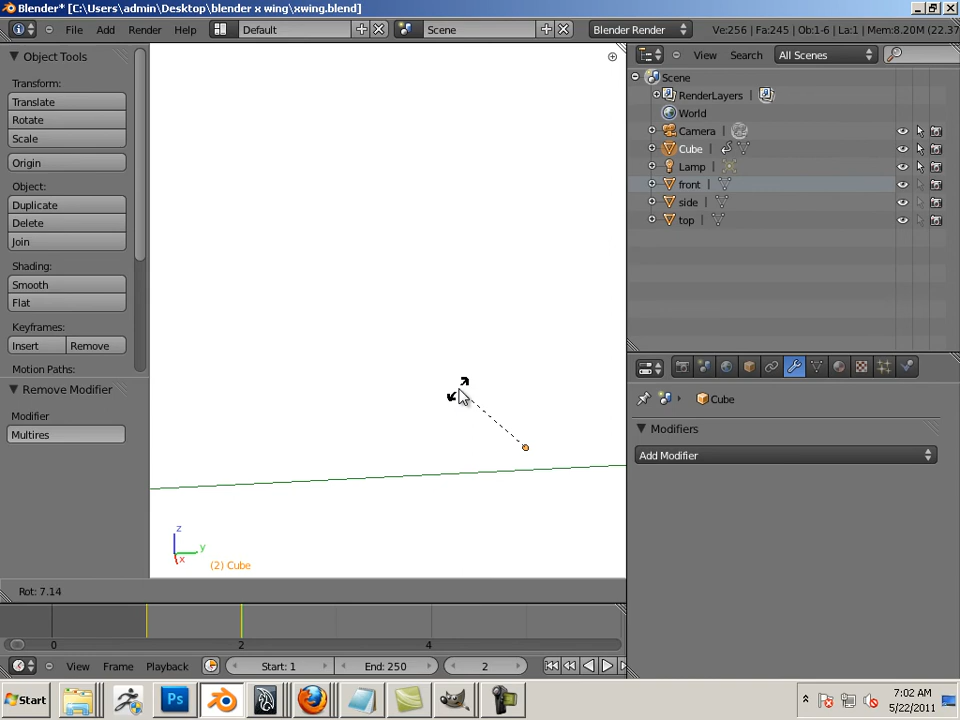 Blender* [C:\Users\admin\Desktop\blender x wing\xwing.blend]
File Add Render Help Default Scene Blender Render Ve:256 | Fa:245 | Ob:1-6 | La:1 | Mem:8.20M (22.37
Object Tools
Transform:
Translate
Rotate
Scale
Origin
Object:
Duplicate
Delete
Join
Shading:
Smooth
Flat
Keyframes:
Insert Remove
Motion Paths:
Remove Modifier
Modifier
Multires
z
y
x
(2) Cube
View Search All Scenes
Scene
RenderLayers
World
Camera
Cube
Lamp
front
side
top
Cube
Modifiers
Add Modifier
Rot: 7.14
0 2 4
View Frame Playback Start: 1 End: 250 2
Start Ps 7:02 AM
5/22/2011